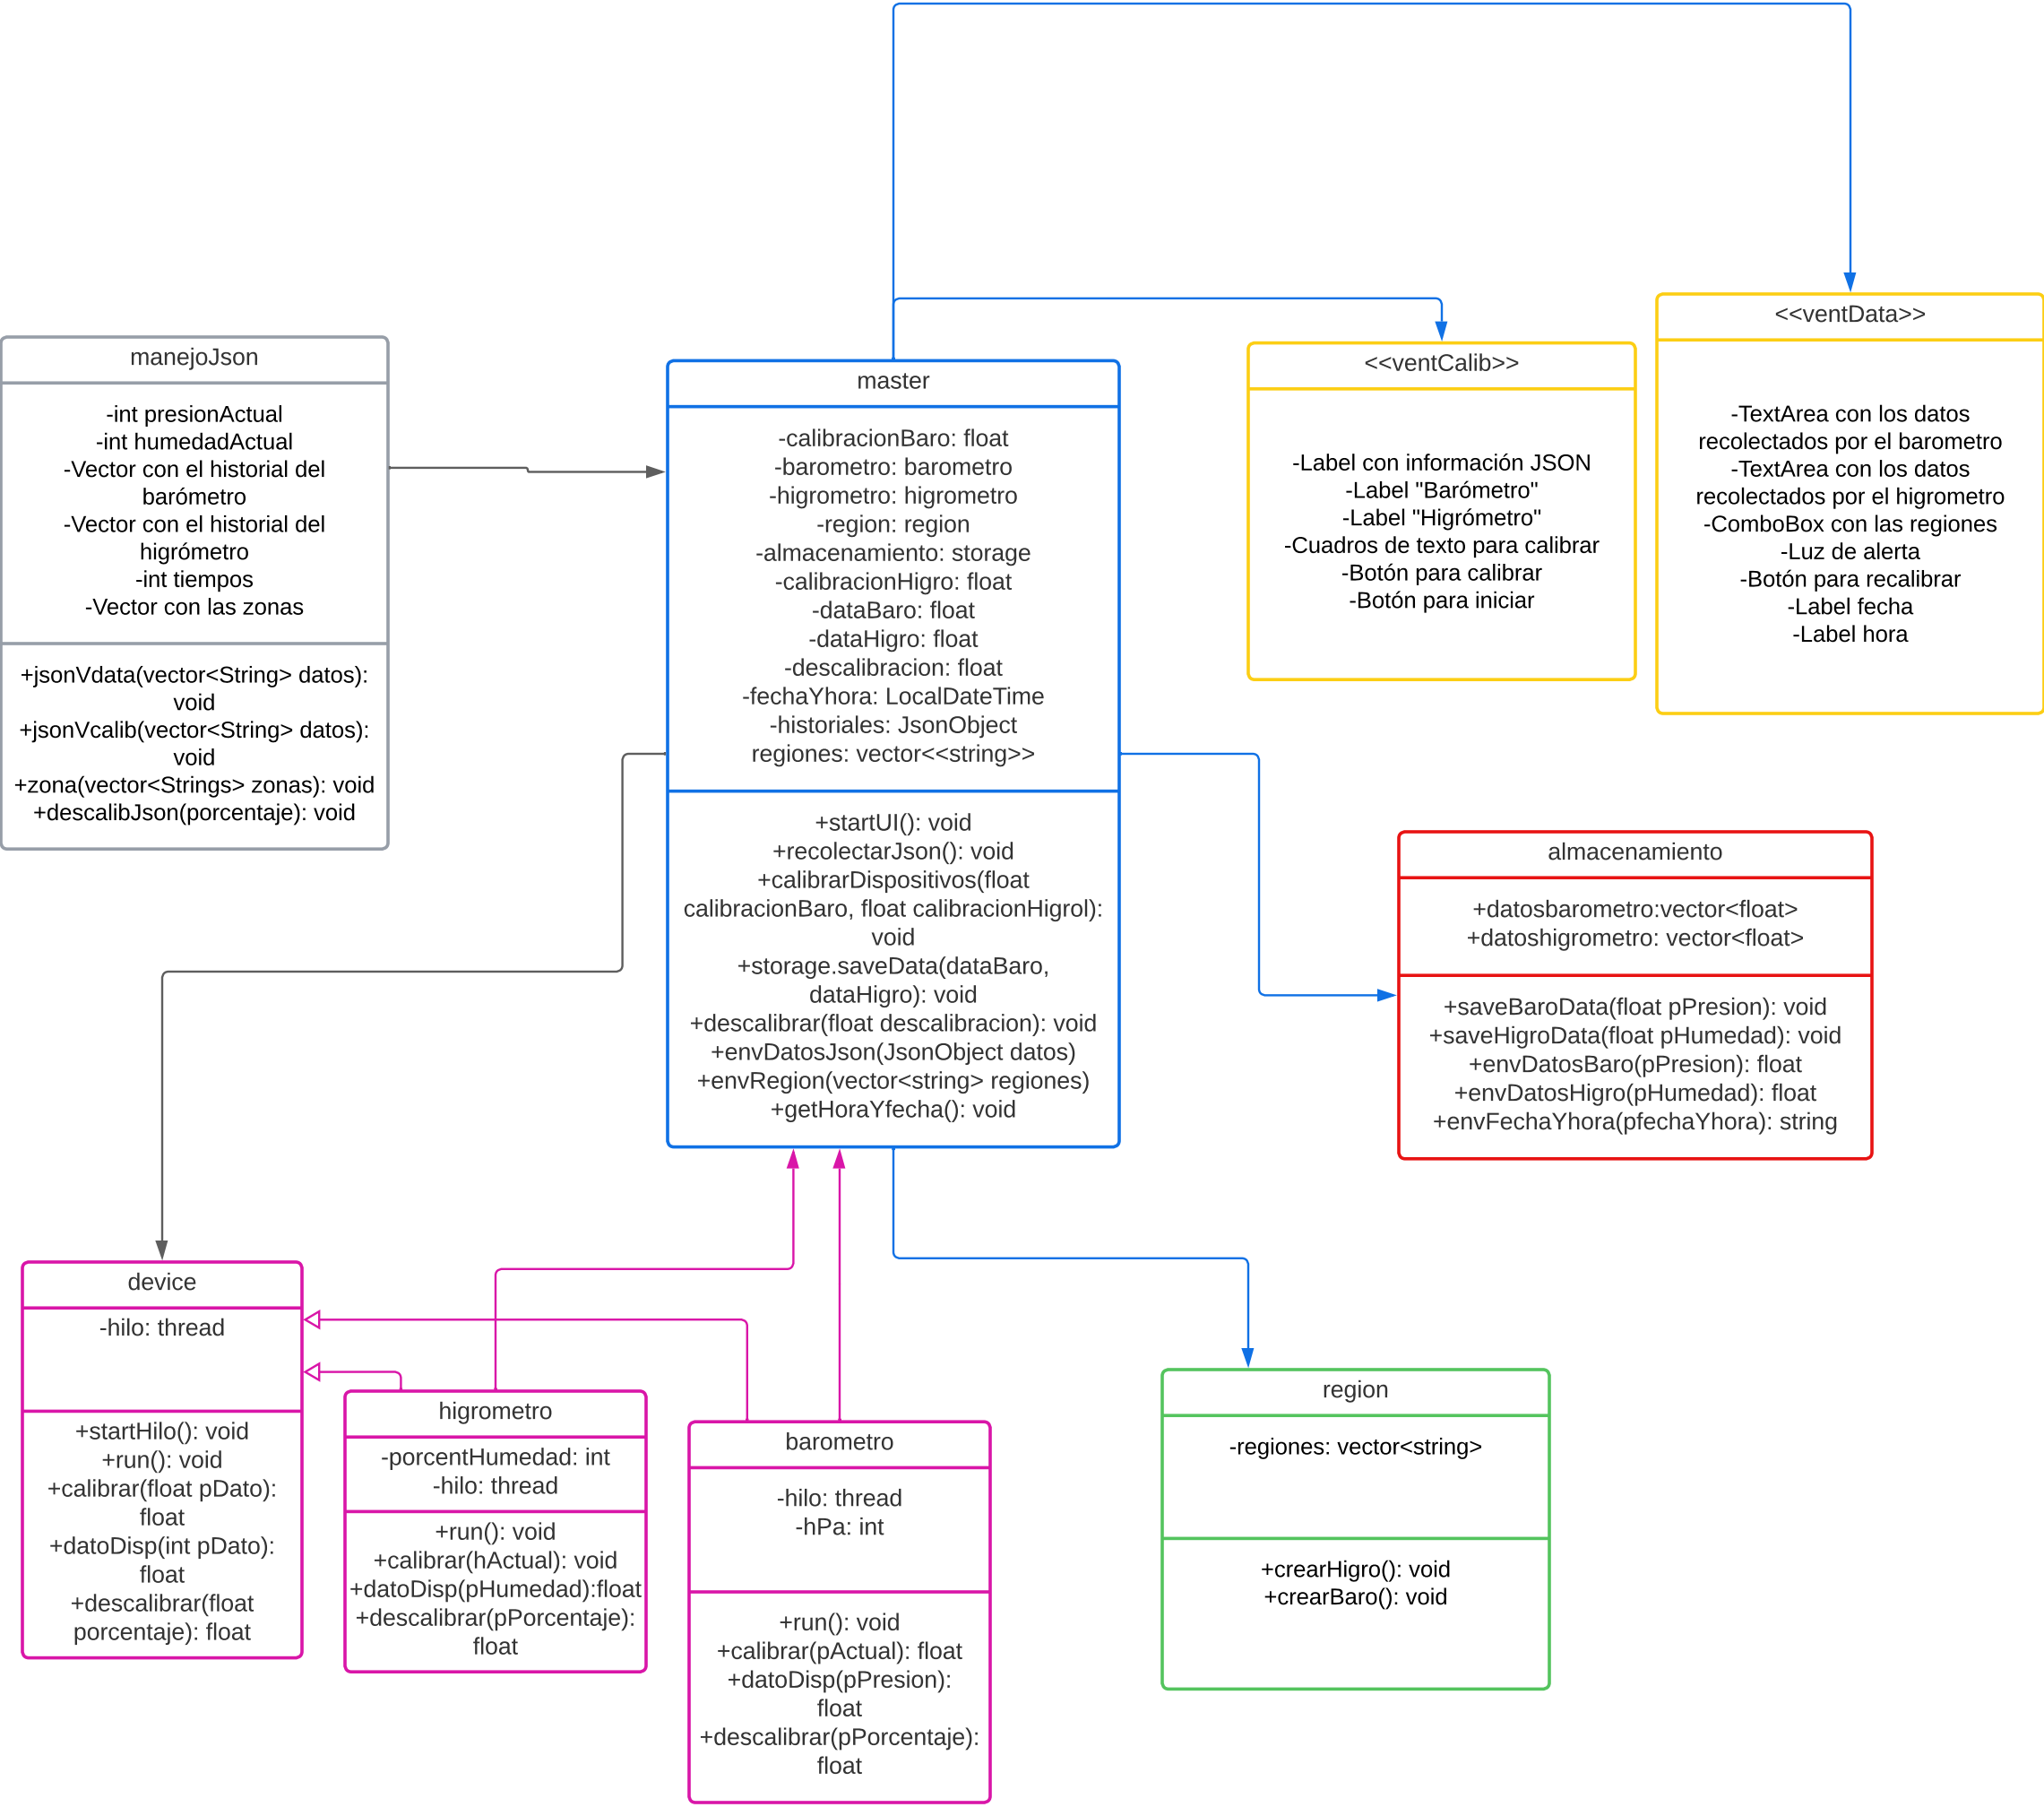 manejoJson
-int presionActual
-int humedadActual
-Vector con el historial del
barómetro
-Vector con el historial del
higrómetro
-int tiempos
-Vector con las zonas
+jsonVdata(vector<String> datos):
void
+jsonVcalib(vector<String> datos):
void
+zona(vector<Strings> zonas): void
+descalibJson(porcentaje): void
master
-calibracionBaro: float
-barometro: barometro
-higrometro: higrometro
-region: region
-almacenamiento: storage
-calibracionHigro: float
-dataBaro: float
-dataHigro: float
-descalibracion: float
-fechaYhora: LocalDateTime
-historiales: JsonObject
regiones: vector<<string>>
+startUI(): void
+recolectarJson(): void
+calibrarDispositivos(float
calibracionBaro, float calibracionHigrol):
void
+storage.saveData(dataBaro,
dataHigro): void
+descalibrar(float descalibracion): void
+envDatosJson(JsonObject datos)
+envRegion(vector<string> regiones)
+getHoraYfecha(): void
<<ventCalib>>
-Label con información JSON
-Label "Barómetro"
-Label "Higrómetro"
-Cuadros de texto para calibrar
-Botón para calibrar
-Botón para iniciar
<<ventData>>
-TextArea con los datos
recolectados por el barometro
-TextArea con los datos
recolectados por el higrometro
-ComboBox con las regiones
-Luz de alerta
-Botón para recalibrar
-Label fecha
-Label hora
almacenamiento
+datosbarometro:vector<float>
+datoshigrometro: vector<float>
+saveBaroData(float pPresion): void
+saveHigroData(float pHumedad): void
+envDatosBaro(pPresion): float
+envDatosHigro(pHumedad): float
+envFechaYhora(pfechaYhora): string
device
-hilo: thread
+startHilo(): void
+run(): void
+calibrar(float pDato):
float
+datoDisp(int pDato):
float
+descalibrar(float
porcentaje): float
higrometro
-porcentHumedad: int
-hilo: thread
+run(): void
+calibrar(hActual): void
+datoDisp(pHumedad):float
+descalibrar(pPorcentaje):
float
barometro
-hilo: thread
-hPa: int
+run(): void
+calibrar(pActual): float
+datoDisp(pPresion):
float
+descalibrar(pPorcentaje):
float
region
-regiones: vector<string>
+crearHigro(): void
+crearBaro(): void